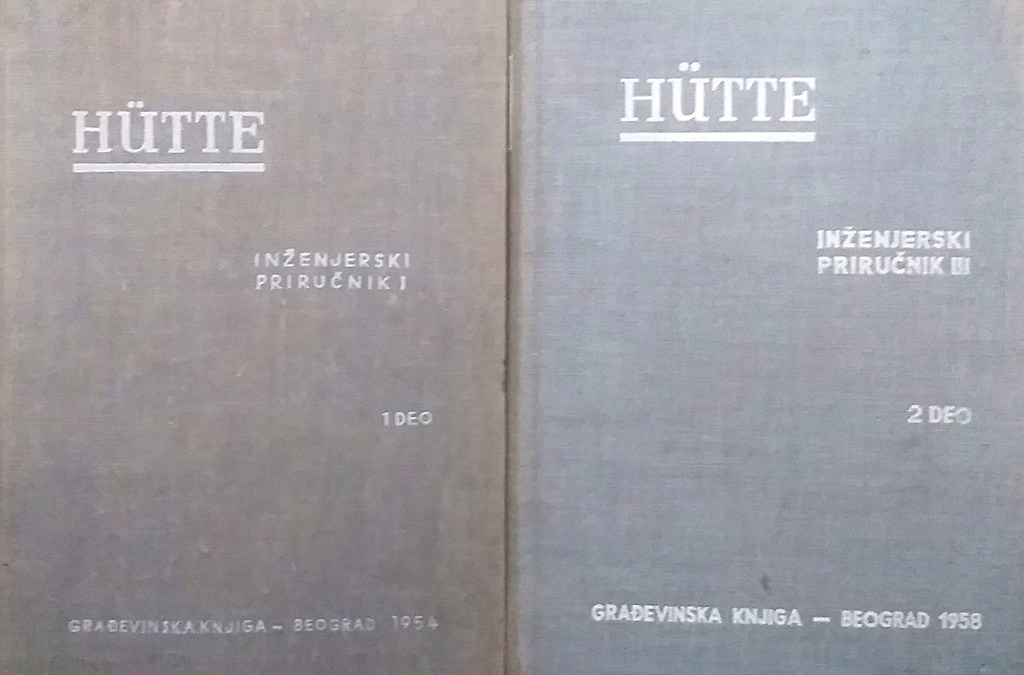 HÜTTE
INŽENJERSKI
PRIRUČNIK I
1 DEO
GRAĐEVINSKA KNJIGA — BEOGRAD 1954
HÜTTE
INŽENJERSKI
PRIRUČNIK III
2 DEO
GRAĐEVINSKA KNJIGA — BEOGRAD 1958